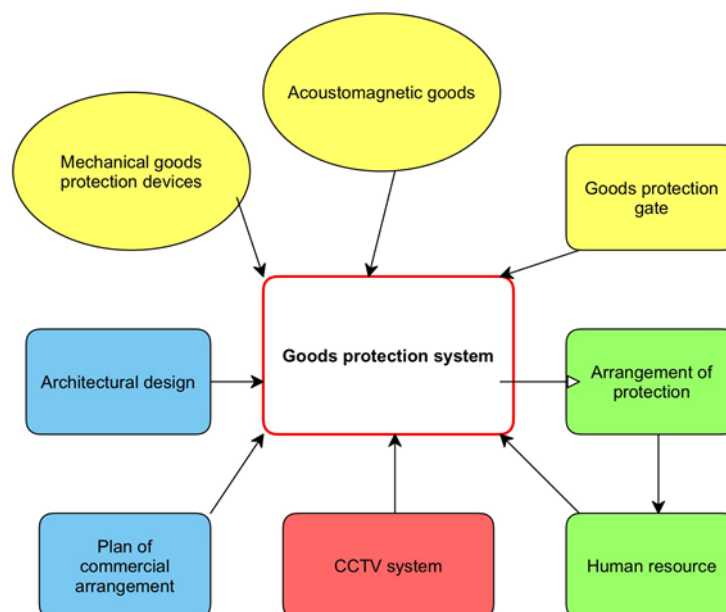 Acoustomagnetic goods
Mechanical goods
protection devices
Goods protection
gate
Goods protection system
Architectural design
Arrangement of
protection
Plan of
commercial
arrangement
CCTV system
Human resource